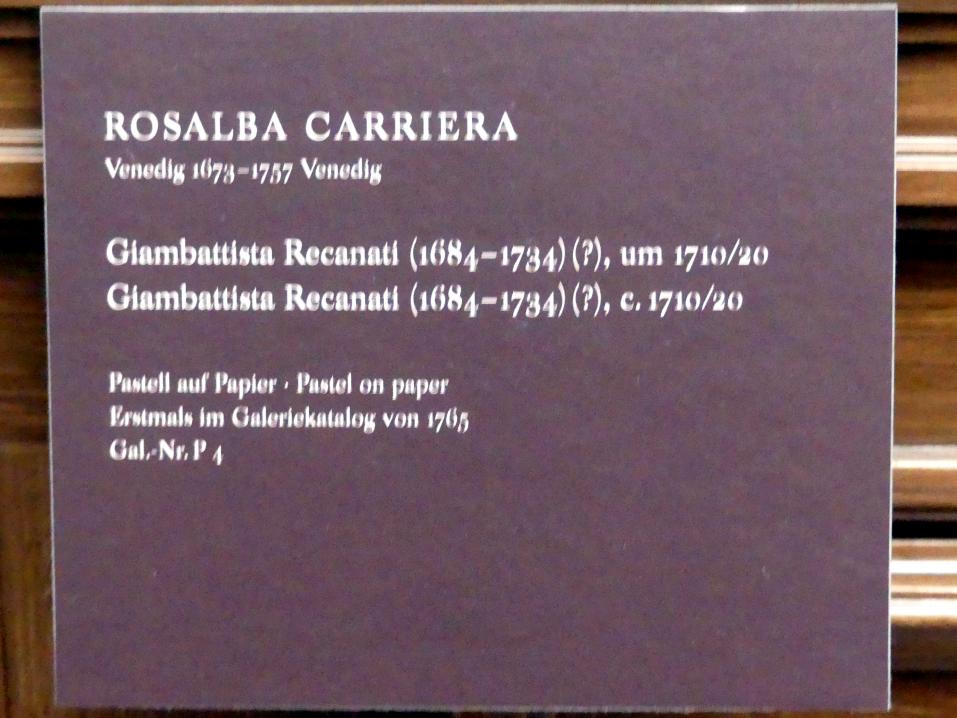 ROSALBA CARRIERA
Venedig 1673–1757 Venedig
Giambattista Recanati (1684–1734) (?), um 1710/20
Giambattista Recanati (1684–1734) (?), c. 1710/20
Pastell auf Papier · Pastel on paper
Erstmals im Galeriekatalog von 1765
Gal.-Nr. P 4